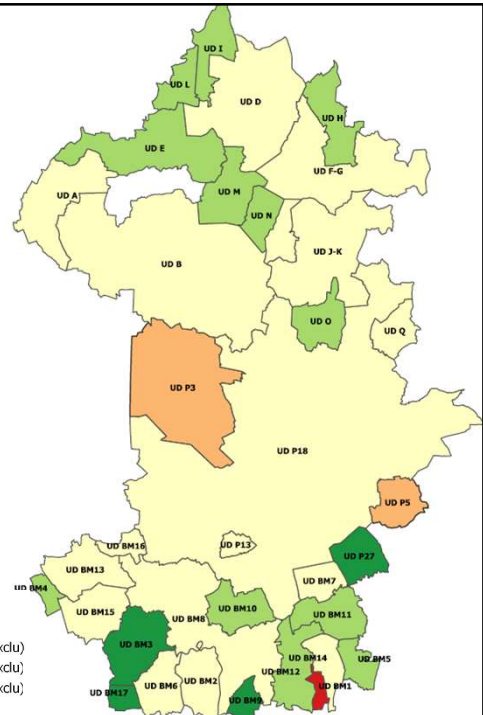 UD I
UD L
UD D
UD H
UD E
UD F-G
UD M
UD A
UD N
UD J-K
UD B
UD O
UD Q
UD P3
UD P18
UD P5
UD BM16
UD P13
UD P27
UD BM13
UD BM7
UD BM4
UD BM15
UD BM10
UD BM11
UD BM8
UD BM3
xclu)
UD BM14
UD BM5
xclu)
UD BM12
UD BM6
UD BM2
UD BM1
xclu)
UD BM17
UD BM9